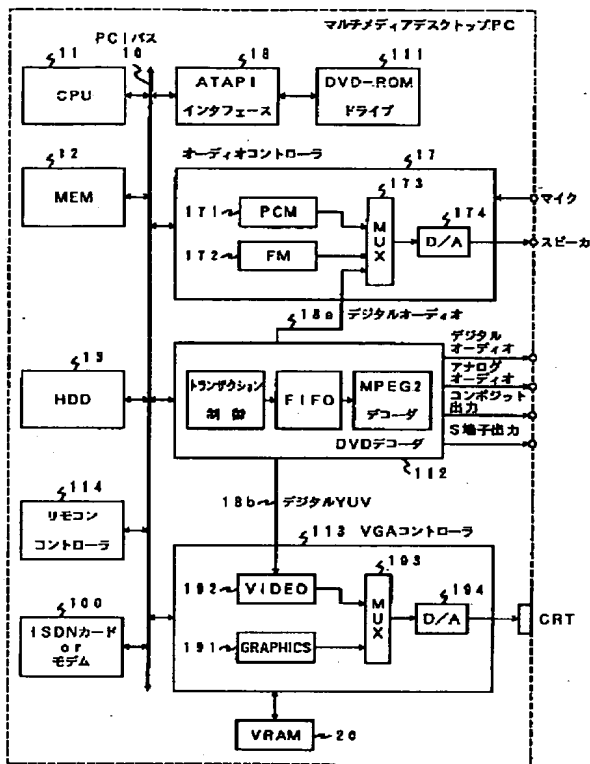 マルチメディアデスクトップPC
PCIバス
10
11
CPU
18
ATAPI
インタフェース
111
DVD-ROM
ドライブ
12
MEM
オーディオコントローラ
17
171
PCM
172
FM
173
MUX
174
D/A
マイク
スピーカ
18a
デジタルオーディオ
13
HDD
トランザクション
制御
FIFO
MPEG2
デコーダ
DVDデコーダ
112
デジタル
オーディオ
アナログ
オーディオ
コンポジット
出力
S端子出力
18b
デジタルYUV
114
リモコン
コントローラ
113
VGAコントローラ
192
VIDEO
191
GRAPHICS
193
MUX
194
D/A
CRT
100
ISDNカード
or
モデム
VRAM
20